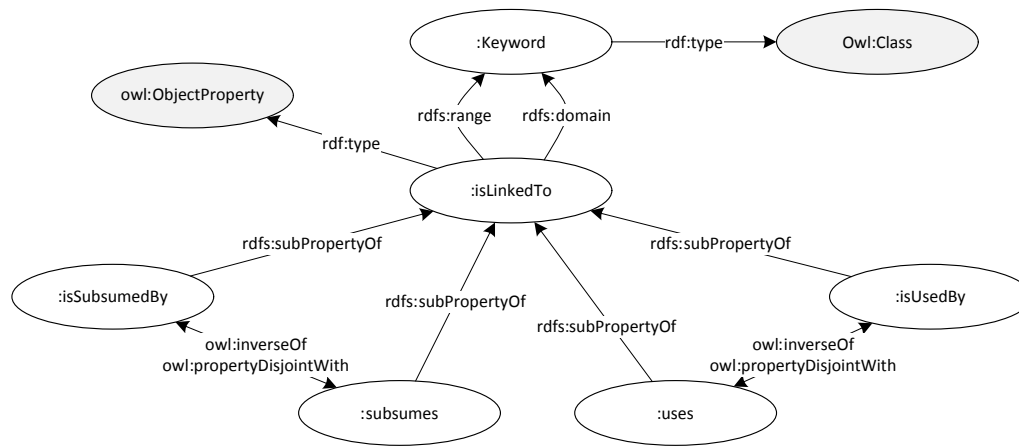 :Keyword
rdf:type
Owl:Class
owl:ObjectProperty
rdfs:range
rdfs:domain
rdf:type
:isLinkedTo
rdfs:subPropertyOf
rdfs:subPropertyOf
:isSubsumedBy
rdfs:subPropertyOf
:isUsedBy
rdfs:subPropertyOf
owl:inverseOf
owl:propertyDisjointWith
owl:inverseOf
owl:propertyDisjointWith
:subsumes
:uses